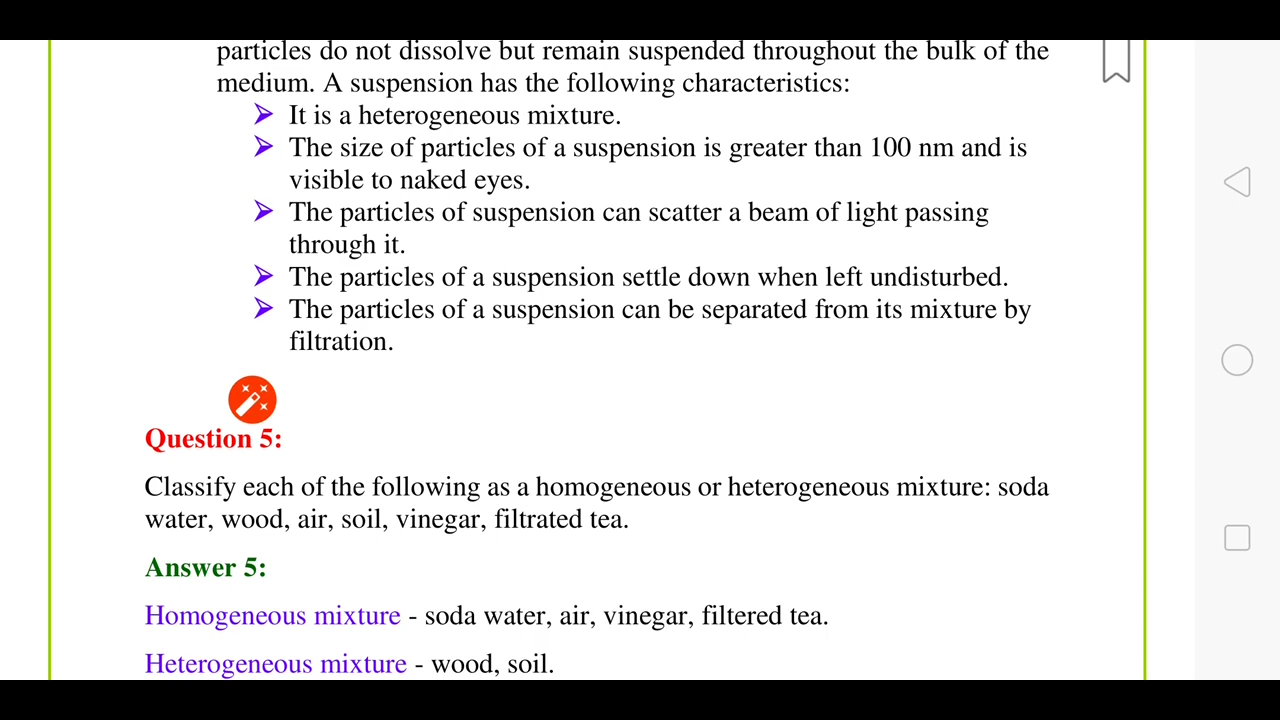 particles do not dissolve but remain suspended throughout the bulk of the
medium. A suspension has the following characteristics:
It is a heterogeneous mixture.
The size of particles of a suspension is greater than 100 nm and is
visible to naked eyes.
The particles of suspension can scatter a beam of light passing
through it.
The particles of a suspension settle down when left undisturbed.
The particles of a suspension can be separated from its mixture by
filtration.
Question 5:
Classify each of the following as a homogeneous or heterogeneous mixture: soda
water, wood, air, soil, vinegar, filtrated tea.
Answer 5:
Homogeneous mixture - soda water, air, vinegar, filtered tea.
Heterogeneous mixture - wood, soil.